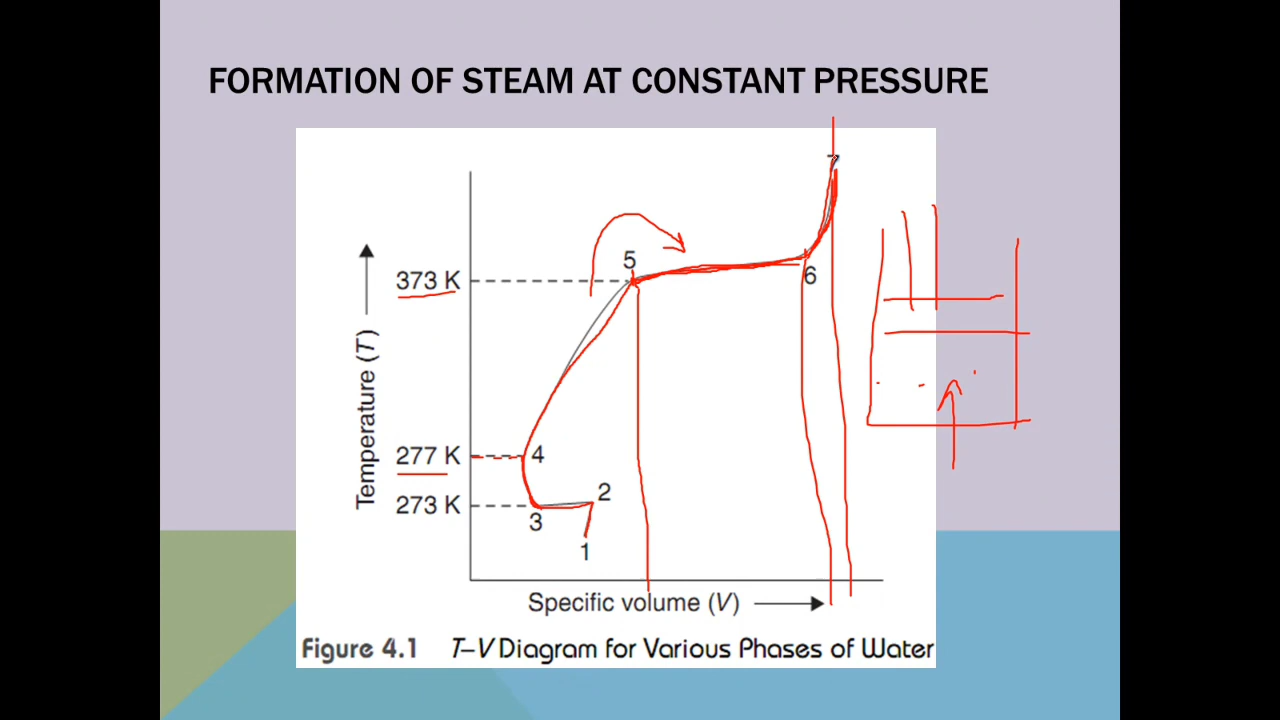 FORMATION OF STEAM AT CONSTANT PRESSURE
7
5
373 K
6
Temperature (T)
277 K
4
2
273 K
3
1
Specific volume (V)
Figure 4.1 T–V Diagram for Various Phases of Water